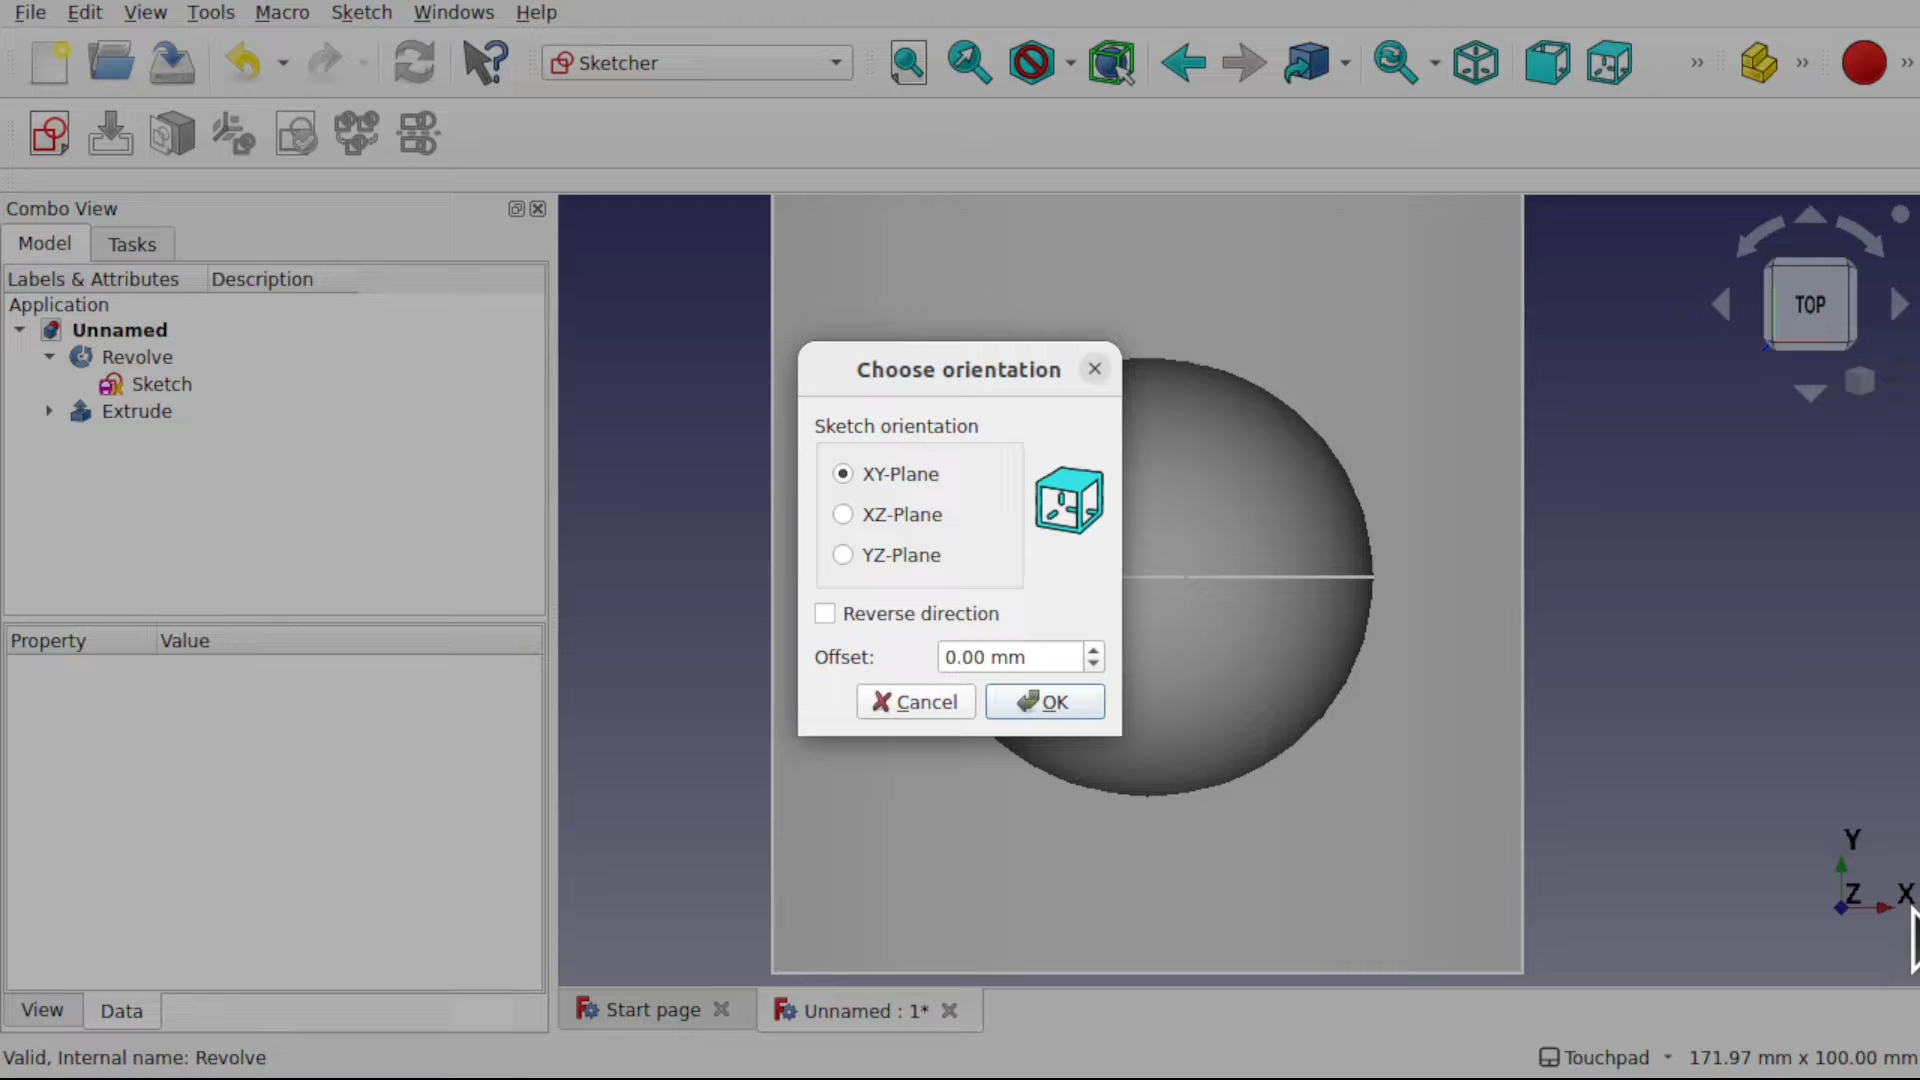 File Edit View Tools Macro Sketch Windows Help
Sketcher
Combo View
Model Tasks
Labels & Attributes Description
Application
Unnamed
Revolve
Sketch
Extrude
TOP
Choose orientation
Sketch orientation
XY-Plane
XZ-Plane
YZ-Plane
Reverse direction
Offset: 0.00 mm
Cancel OK
Property Value
Y
Z X
View Data
Start page Unnamed : 1*
Valid, Internal name: Revolve
Touchpad 171.97 mm x 100.00 mm